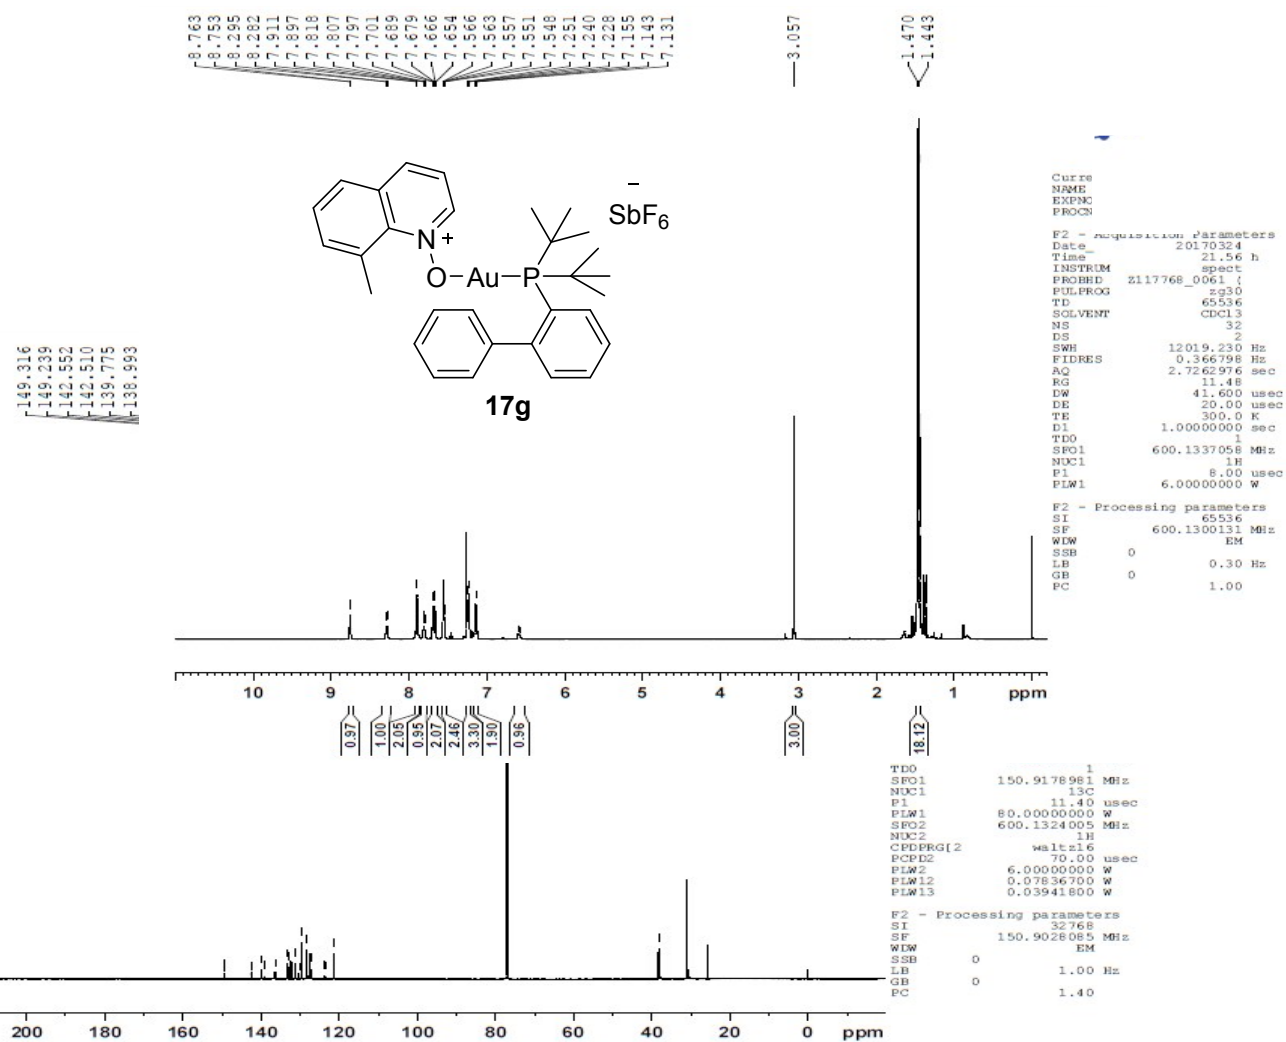 8.763
8.753
8.295
8.282
7.911
7.897
7.818
7.807
7.797
7.701
7.689
7.679
7.666
7.654
7.566
7.563
7.557
7.551
7.548
7.251
7.240
7.228
7.155
7.143
7.131
3.057
1.470
1.443
N+
O-Au-P
SbF6
−
17g
149.316
149.239
142.552
142.510
139.775
138.993
Curre
NAME
EXPNO
PROCN
F2 - Acquisition Parameters
Date_ 20170324
Time 21.56 h
INSTRUM spect
PROBHD Z117768_0061 (
PULPROG zg30
TD 65536
SOLVENT CDCl3
NS 32
DS 2
SWH 12019.230 Hz
FIDRES 0.366798 Hz
AQ 2.7262976 sec
RG 11.48
DW 41.600 usec
DE 20.00 usec
TE 300.0 K
D1 1.00000000 sec
TD0 1
SFO1 600.1337058 MHz
NUC1 1H
P1 8.00 usec
PLW1 6.00000000 W
F2 - Processing parameters
SI 65536
SF 600.1300131 MHz
WDW EM
SSB 0
LB 0.30 Hz
GB 0
PC 1.00
10 9 8 7 6 5 4 3 2 1 ppm
0.97
1.00
2.05
0.95
2.07
2.46
3.30
1.90
0.96
3.00
18.12
TD0 1
SFO1 150.9178981 MHz
NUC1 13C
P1 11.40 usec
PLW1 80.00000000 W
SFO2 600.1324005 MHz
NUC2 1H
CPDPRG[2 waltz16
PCPD2 70.00 usec
PLW2 6.00000000 W
PLW12 0.07836700 W
PLW13 0.03941800 W
F2 - Processing parameters
SI 32768
SF 150.9028085 MHz
WDW EM
SSB 0
LB 1.00 Hz
GB 0
PC 1.40
200 180 160 140 120 100 80 60 40 20 0 ppm